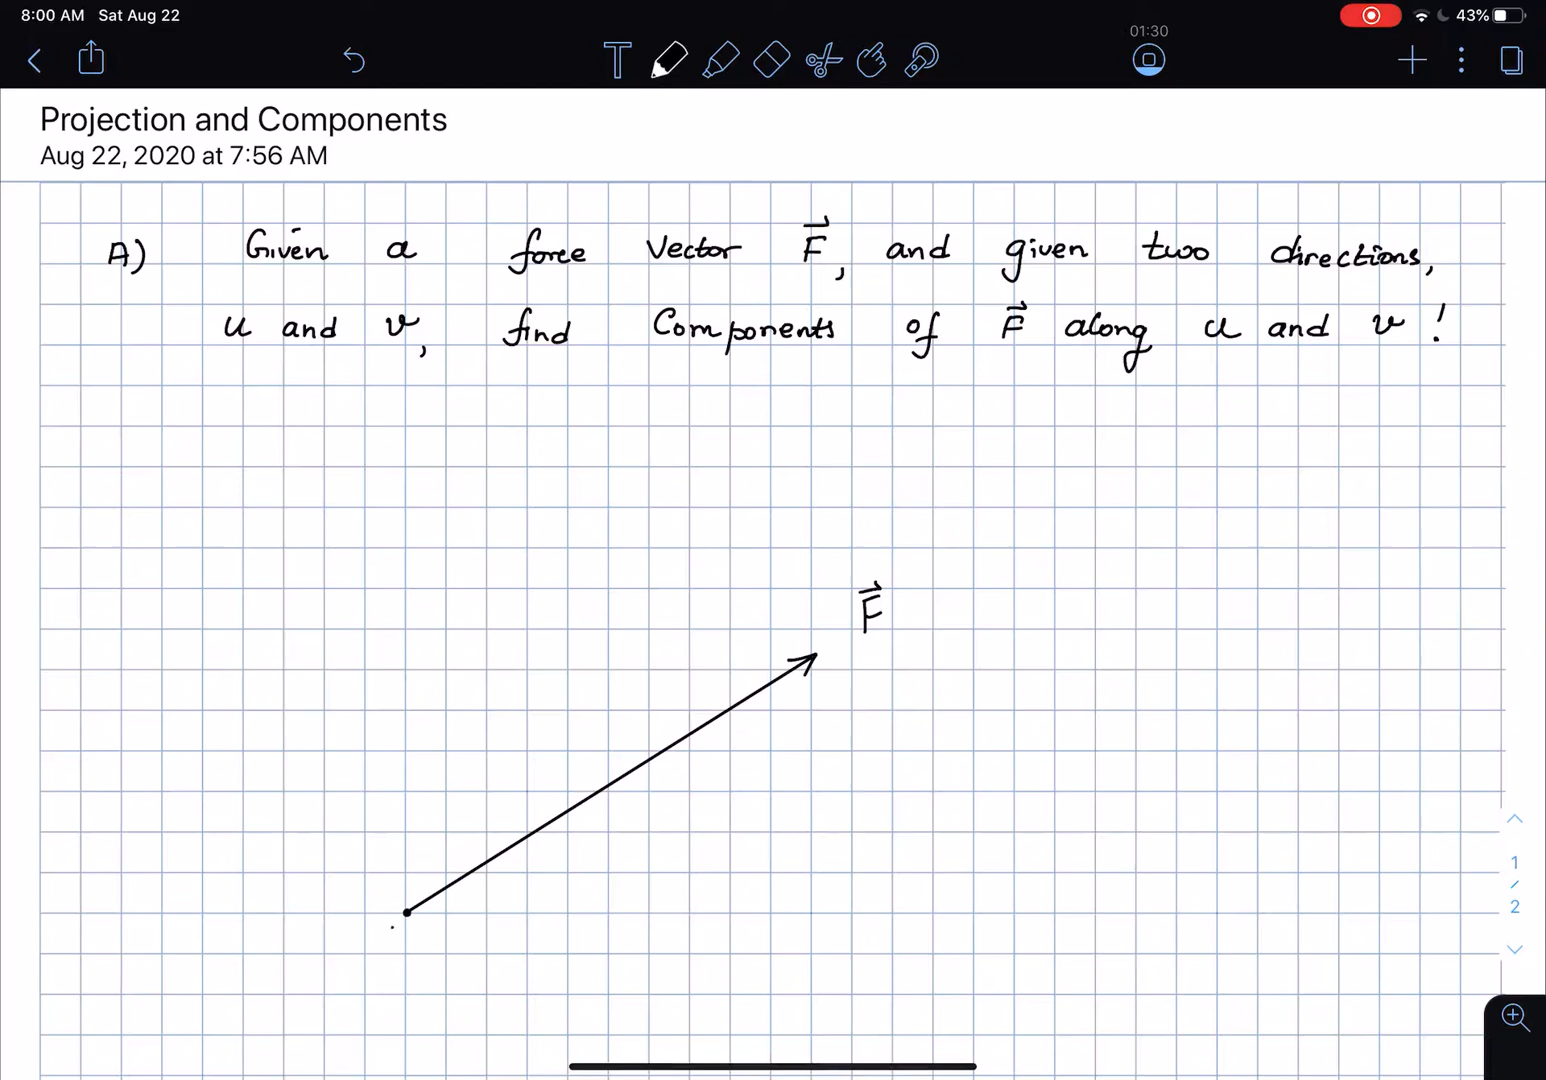 8:00 AM Sat Aug 22
43%
01:30
T
Projection and Components
Aug 22, 2020 at 7:56 AM
A) Given a force vector F⃗, and given two directions,
u and v, find Components of F⃗ along u and v!
F⃗
1
/
2